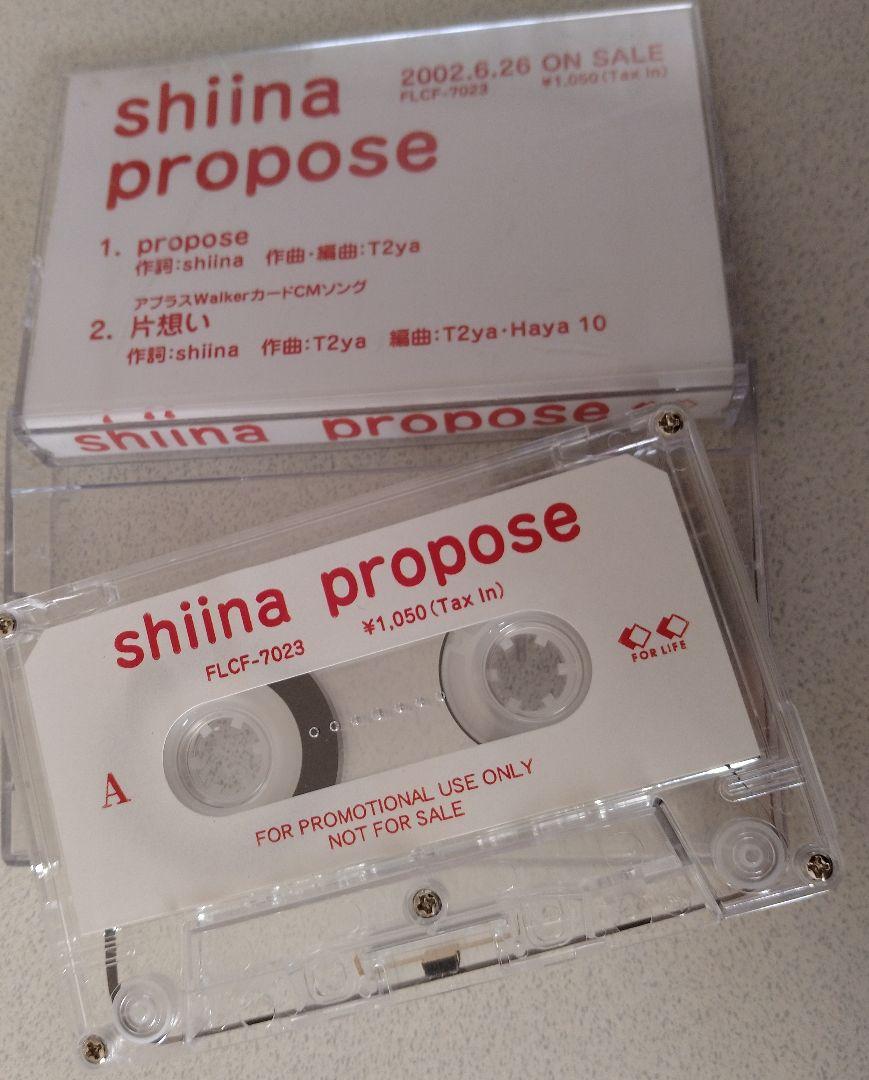 shiina
propose
2002.6.26 ON SALE
FLCF-7023 ¥1,050(Tax In)
1. propose
作詞:shiina 作曲・編曲:T2ya
アプラスWalkerカードCMソング
2. 片想い
作詞:shiina 作曲:T2ya 編曲:T2ya・Haya 10
shiina propose
shiina propose
FLCF-7023 ¥1,050(Tax In)
FOR LIFE
A
FOR PROMOTIONAL USE ONLY
NOT FOR SALE